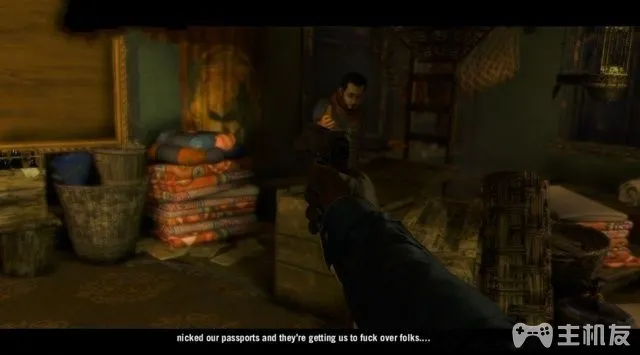 nicked our passports and they're getting us to fuck over folks....
主机友